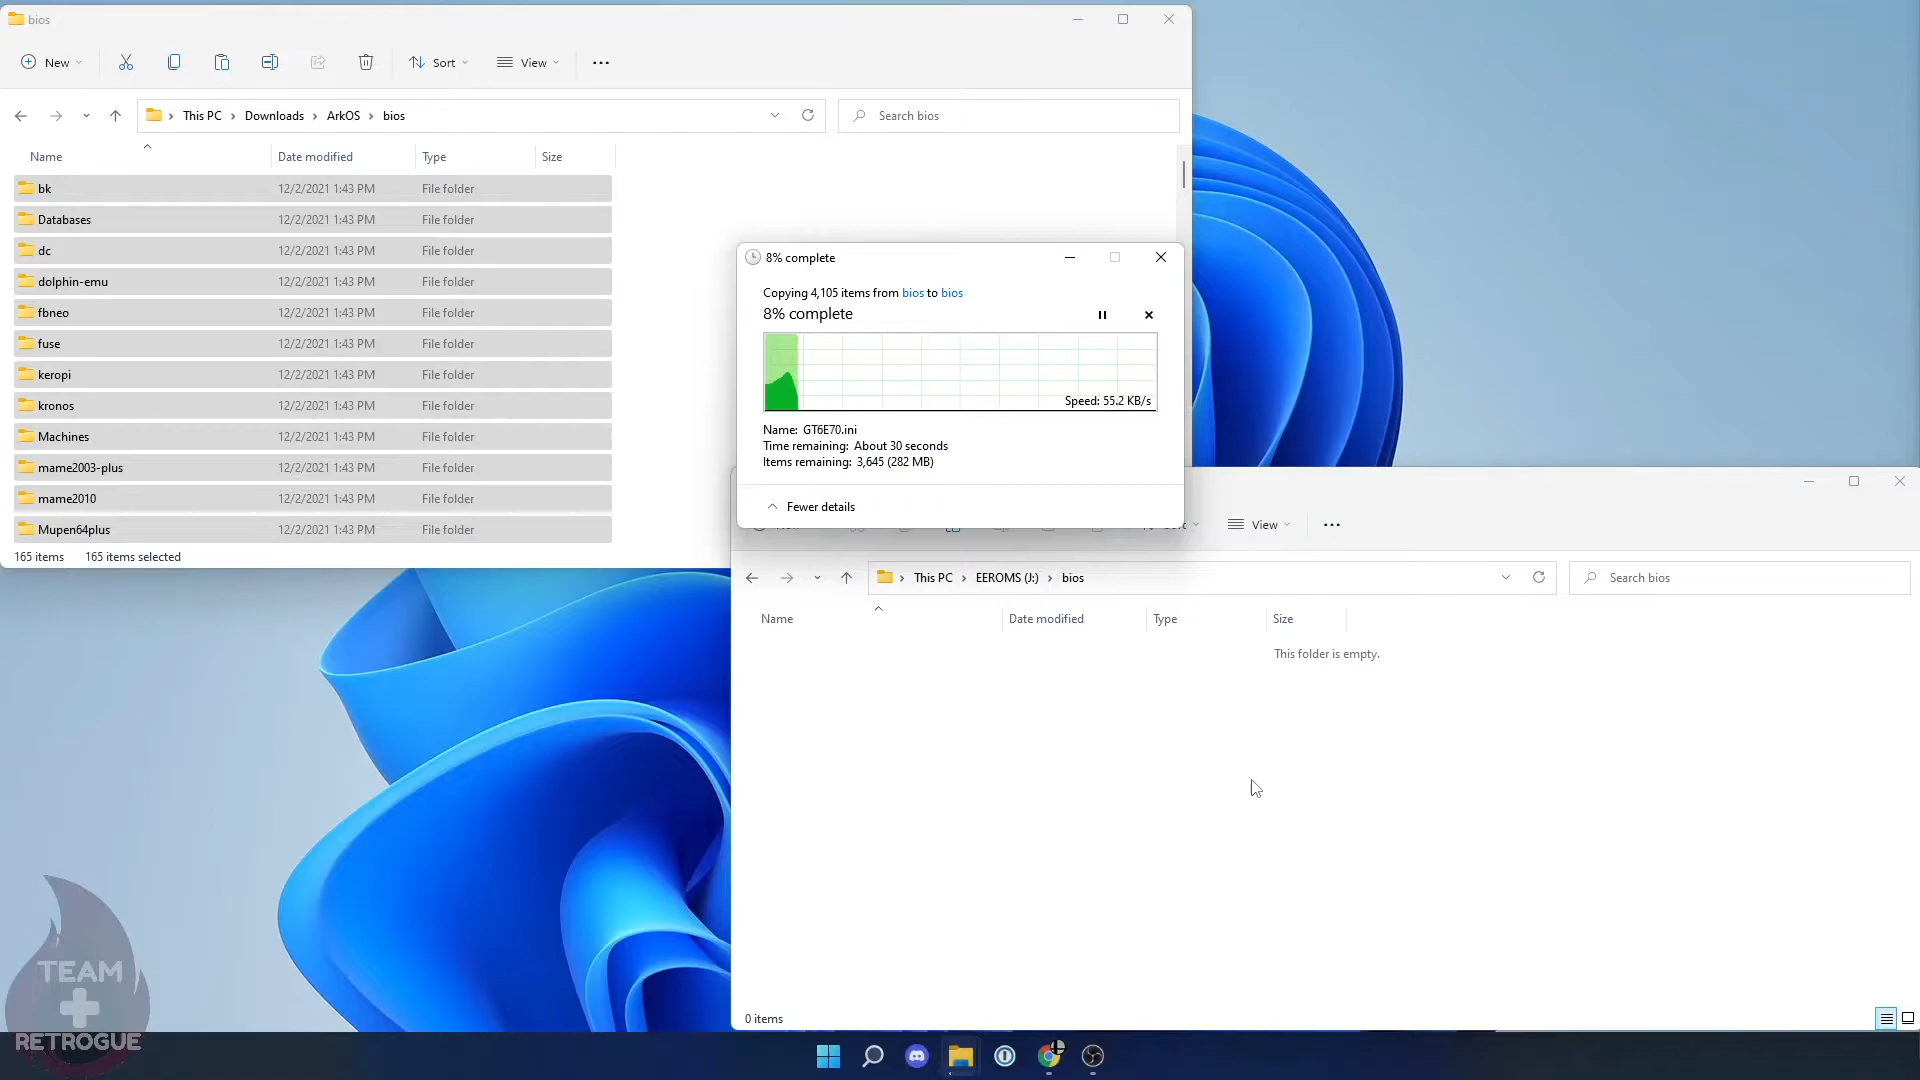 bios
New
Sort
View
This PC
Downloads
ArkOS
bios
Search bios
Name
Date modified
Type
Size
bk 12/2/2021 1:43 PM File folder
Databases 12/2/2021 1:43 PM File folder
dc 12/2/2021 1:43 PM File folder
dolphin-emu 12/2/2021 1:43 PM File folder
fbneo 12/2/2021 1:43 PM File folder
fuse 12/2/2021 1:43 PM File folder
keropi 12/2/2021 1:43 PM File folder
kronos 12/2/2021 1:43 PM File folder
Machines 12/2/2021 1:43 PM File folder
mame2003-plus 12/2/2021 1:43 PM File folder
mame2010 12/2/2021 1:43 PM File folder
Mupen64plus 12/2/2021 1:43 PM File folder
165 items 165 items selected
8% complete
Copying 4,105 items from bios to bios
8% complete
Speed: 55.2 KB/s
Name: GT6E70.ini
Time remaining: About 30 seconds
Items remaining: 3,645 (282 MB)
Fewer details
View
This PC
EEROMS (J:)
bios
Search bios
Name
Date modified
Type
Size
This folder is empty.
0 items
TEAM
RETROGUE